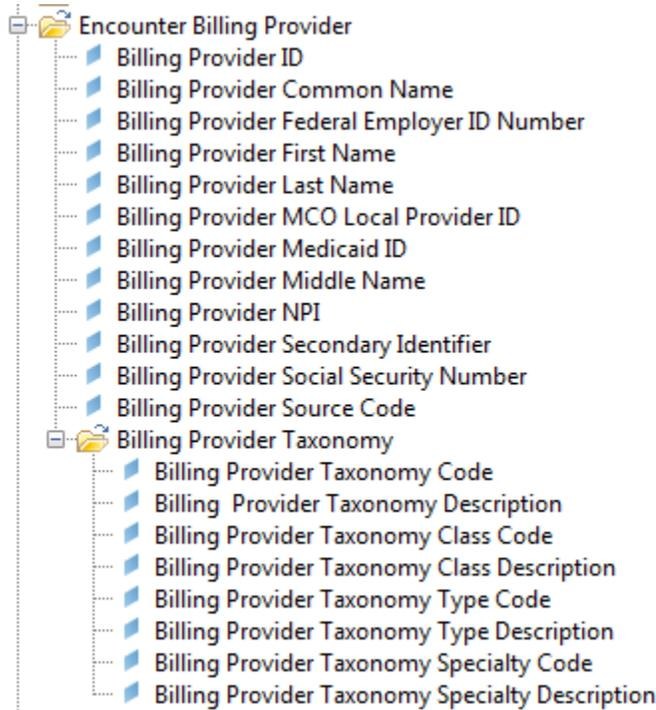 Encounter Billing Provider
Billing Provider ID
Billing Provider Common Name
Billing Provider Federal Employer ID Number
Billing Provider First Name
Billing Provider Last Name
Billing Provider MCO Local Provider ID
Billing Provider Medicaid ID
Billing Provider Middle Name
Billing Provider NPI
Billing Provider Secondary Identifier
Billing Provider Social Security Number
Billing Provider Source Code
Billing Provider Taxonomy
Billing Provider Taxonomy Code
Billing  Provider Taxonomy Description
Billing Provider Taxonomy Class Code
Billing Provider Taxonomy Class Description
Billing Provider Taxonomy Type Code
Billing Provider Taxonomy Type Description
Billing Provider Taxonomy Specialty Code
Billing Provider Taxonomy Specialty Description